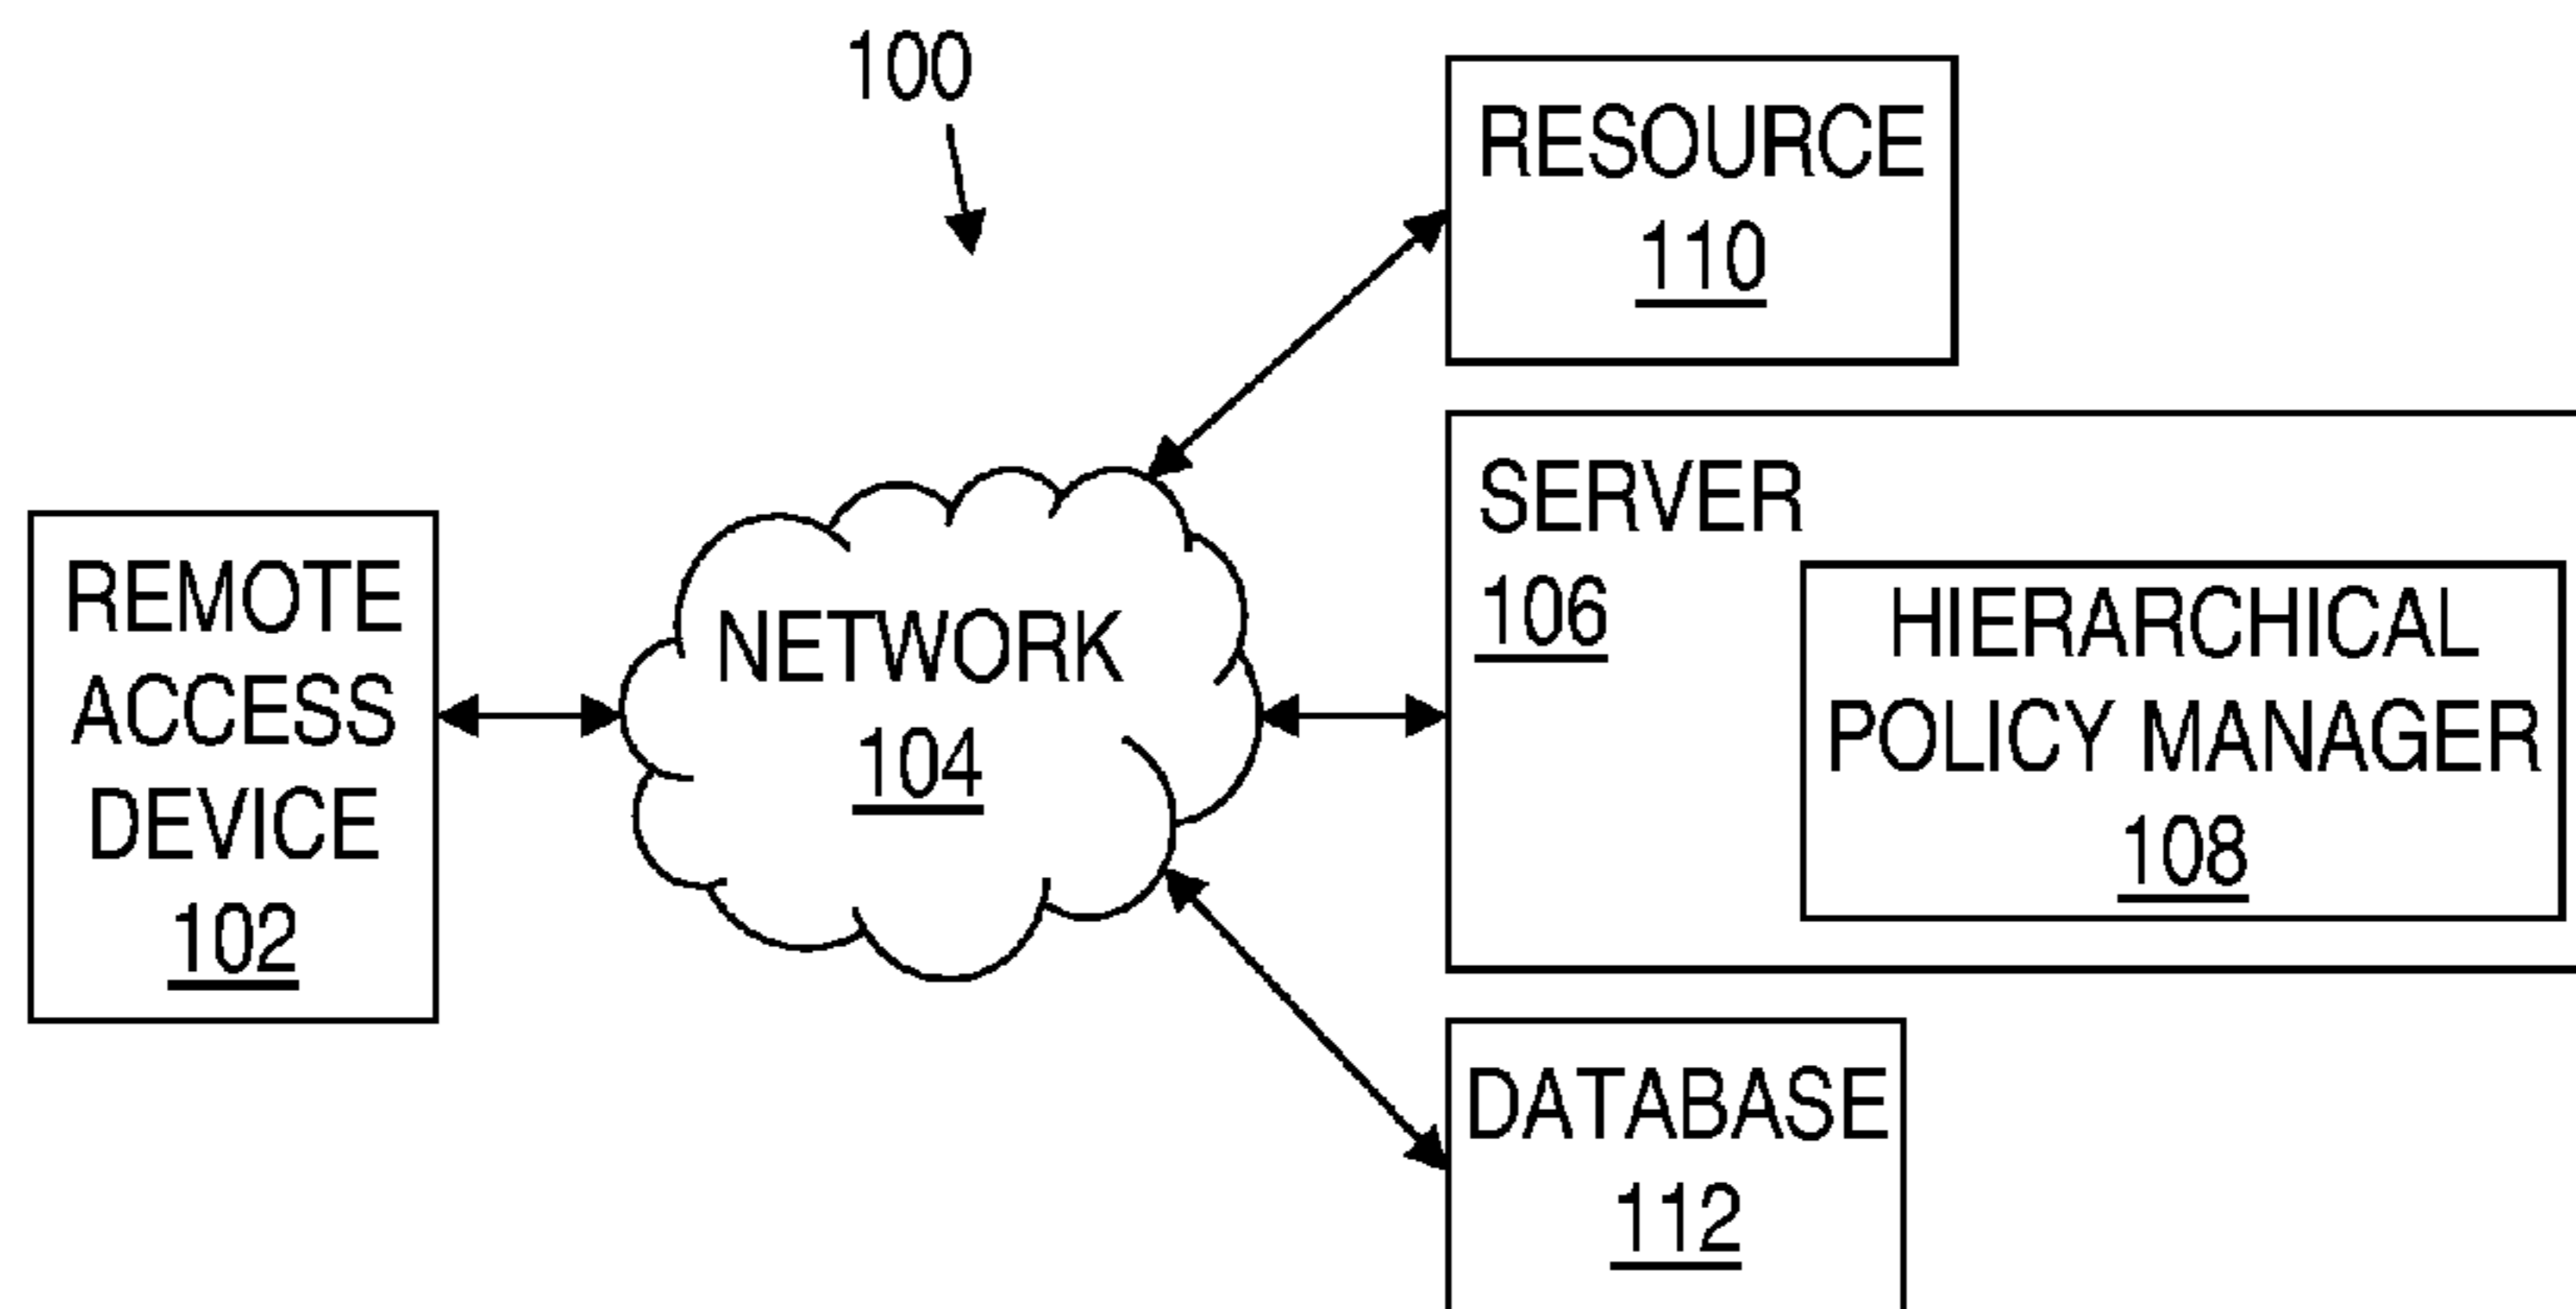 100
RESOURCE
110
SERVER
106
HIERARCHICAL
POLICY MANAGER
108
REMOTE
ACCESS
DEVICE
102
NETWORK
104
DATABASE
112